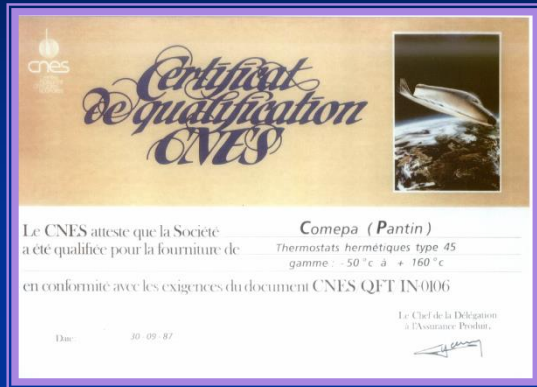 cnes
Certificat
de qualification
CNES
Le CNES atteste que la Société
Comepa (Pantin)
a été qualifiée pour la fourniture de
Thermostats hermétiques type 45
gamme : -50 °c à + 160 °c
en conformité avec les exigences du document CNES QFT IN-0106
Le Chef de la Délégation
à l'Assurance Produit,
Date: 30-09-87